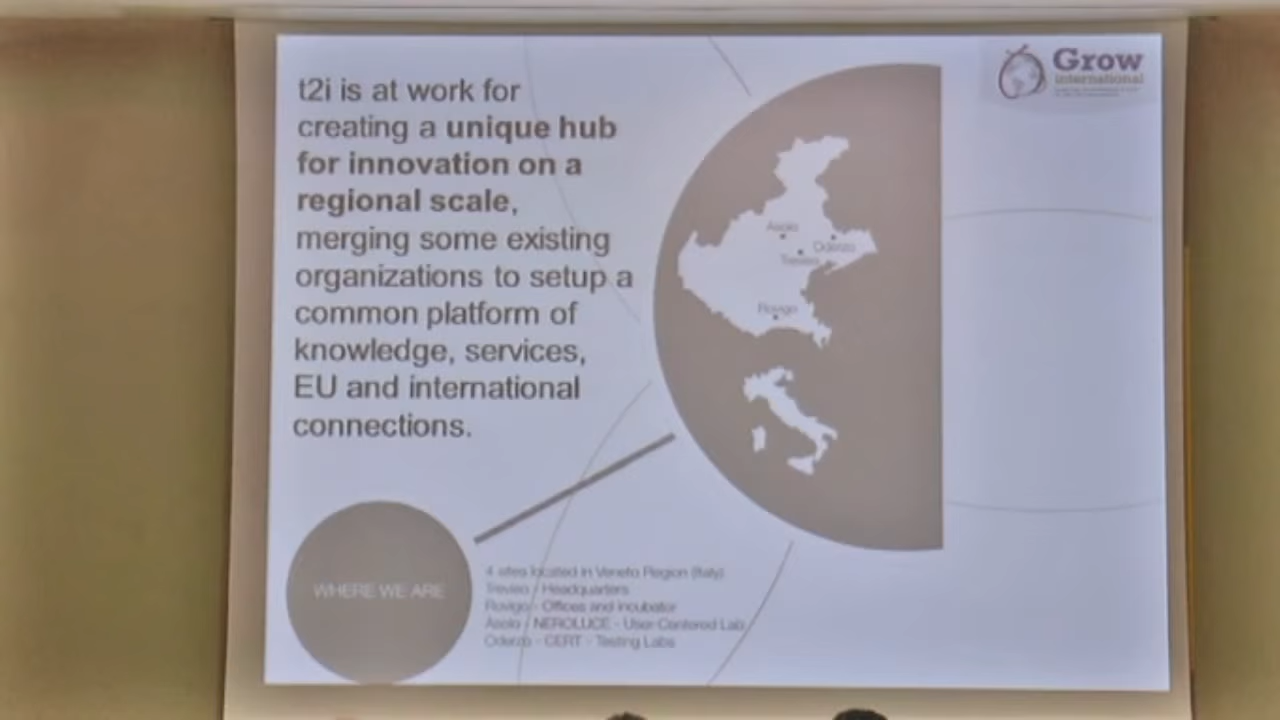 t2i is at work for
creating a unique hub
for innovation on a
regional scale,
merging some existing
organizations to setup a
common platform of
knowledge, services,
EU and international
connections.
Grow
international
Asolo
Oderzo
Treviso
Rovigo
WHERE WE ARE
4 sites located in Veneto Region (Italy)
Treviso / Headquarters
Rovigo - Offices and incubator
Asolo / NEROLUCE - User Centered Lab
Oderzo - CERT - Testing Labs